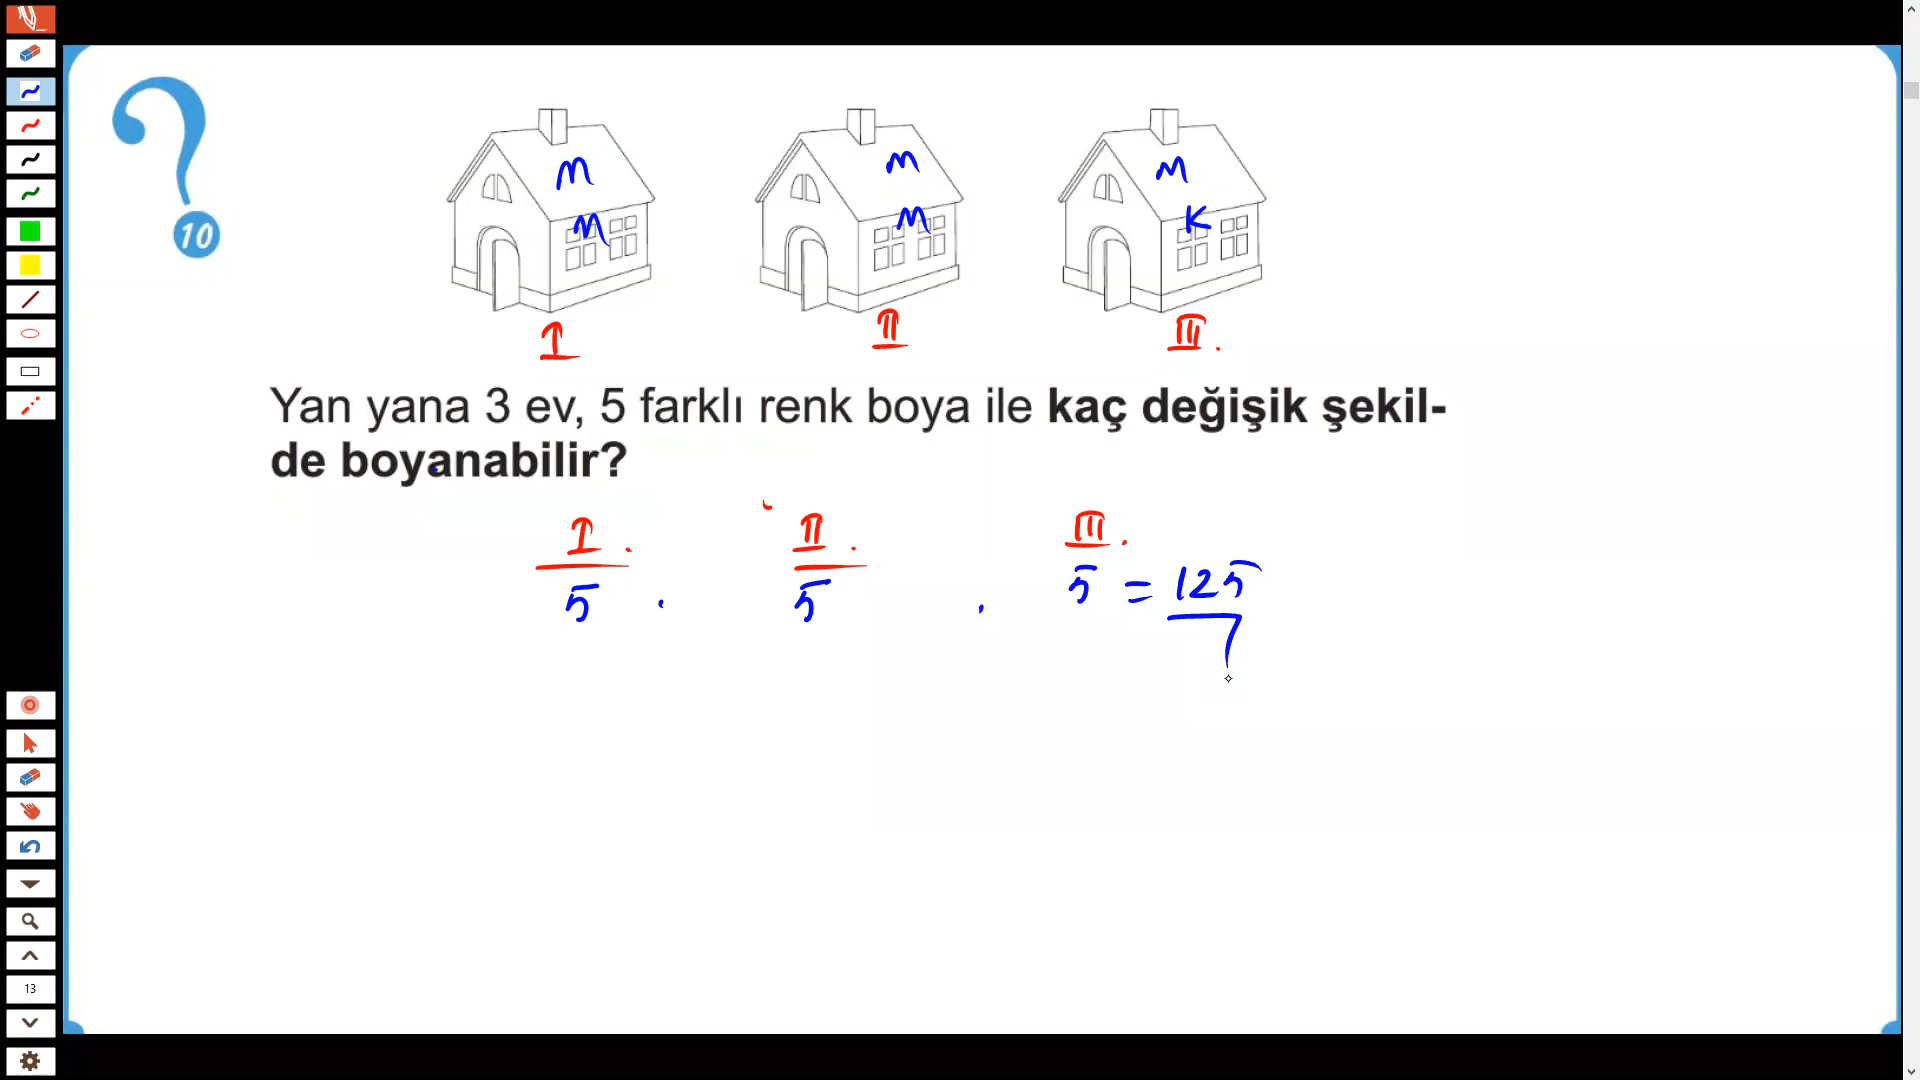 10
M M M
M M K
I II III.
Yan yana 3 ev, 5 farklı renk boya ile kaç değişik şekil-
de boyanabilir?
I. II. III.
5 . 5 . 5 = 125
13